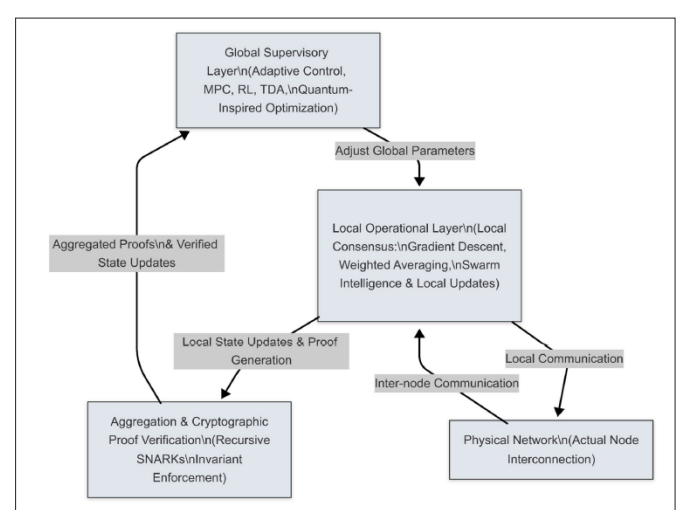 Global Supervisory
Layer\n(Adaptive Control,
MPC, RL, TDA,\nQuantum-
Inspired Optimization)
Adjust Global Parameters
Local Operational Layer\n(Local
Consensus:\nGradient Descent,
Weighted Averaging,\nSwarm
Intelligence & Local Updates)
Aggregated Proofs\n& Verified
State Updates
Local State Updates & Proof
Generation
Local Communication
Inter-node Communication
Aggregation & Cryptographic
Proof Verification\n(Recursive
SNARKs\nInvariant
Enforcement)
Physical Network\n(Actual Node
Interconnection)